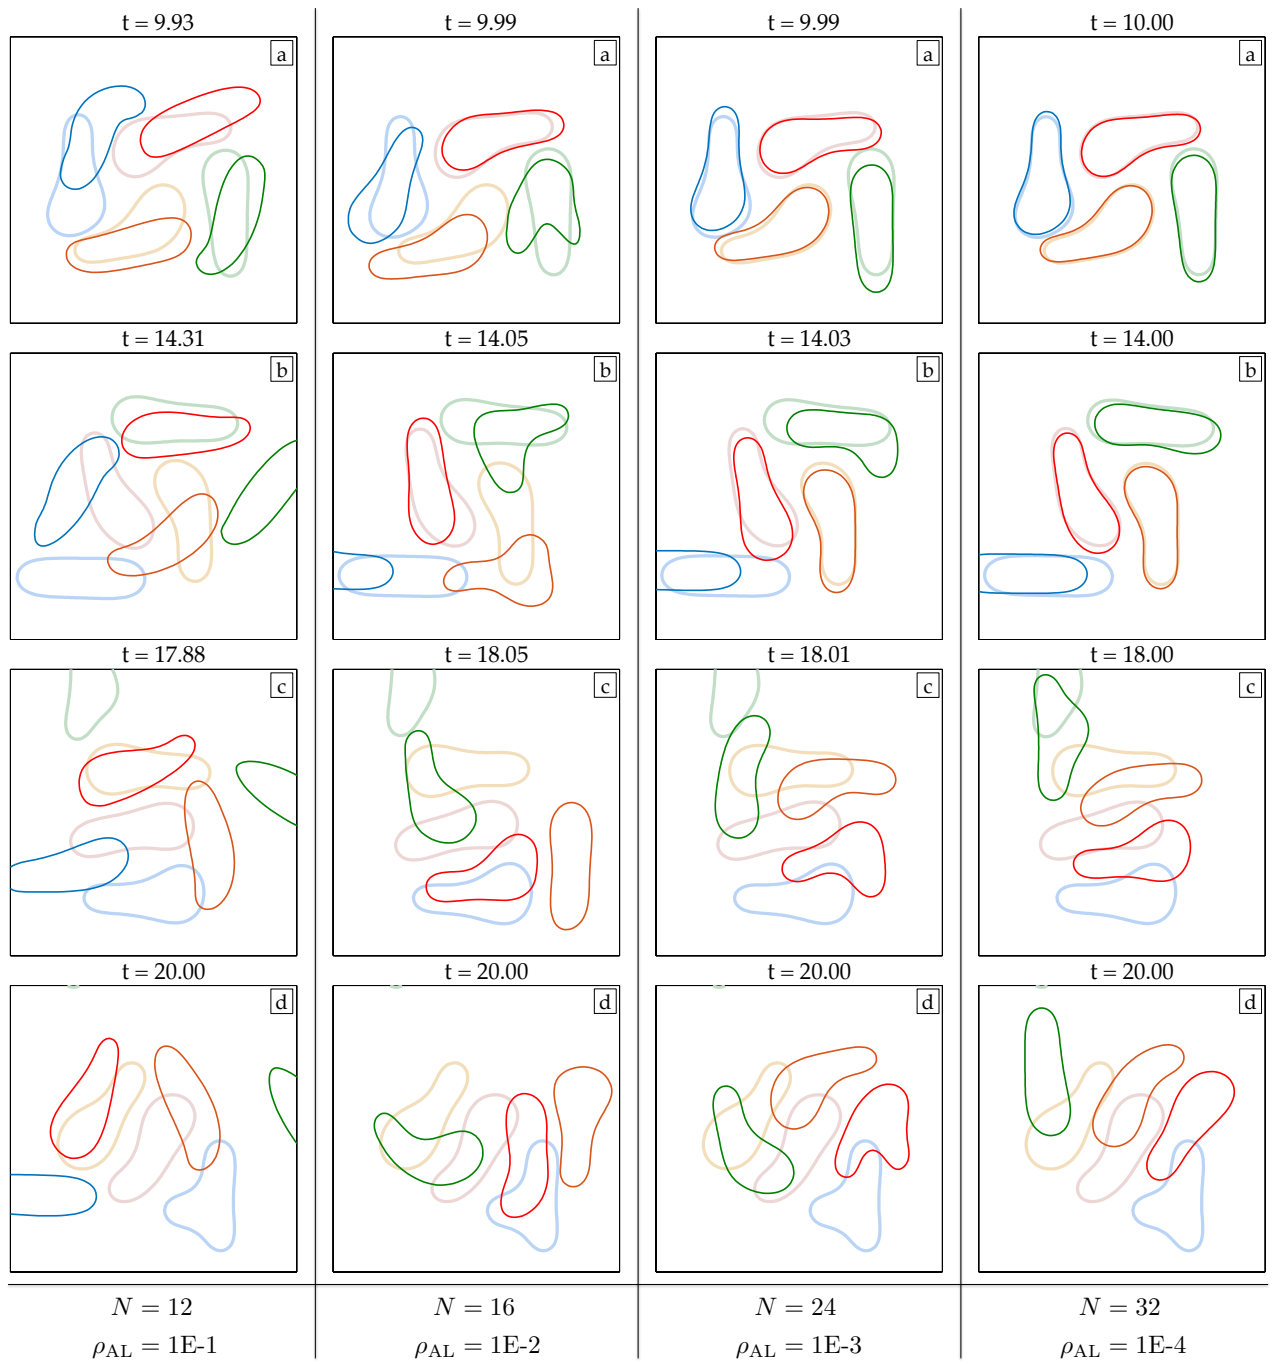 t = 9.93 t = 9.99 t = 9.99 t = 10.00
a a a a
t = 14.31 t = 14.05 t = 14.03 t = 14.00
b b b b
t = 17.88 t = 18.05 t = 18.01 t = 18.00
c c c c
t = 20.00 t = 20.00 t = 20.00 t = 20.00
d d d d
N = 12 N = 16 N = 24 N = 32
ρAL = 1E-1 ρAL = 1E-2 ρAL = 1E-3 ρAL = 1E-4